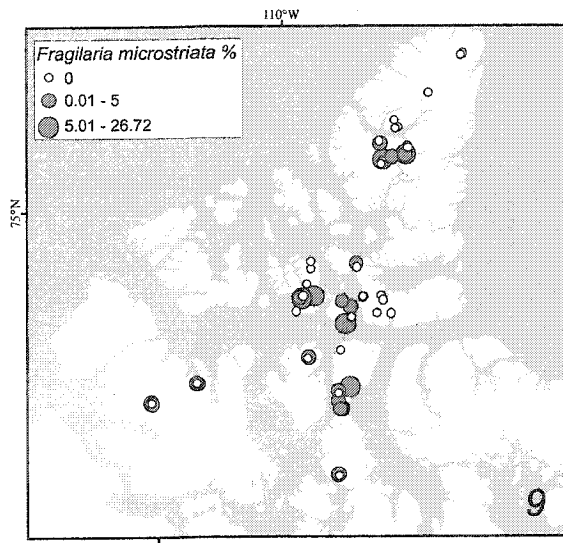 110°W
Fragilaria microstriata %
0
0.01 - 5
5.01 - 26.72
75°N
9